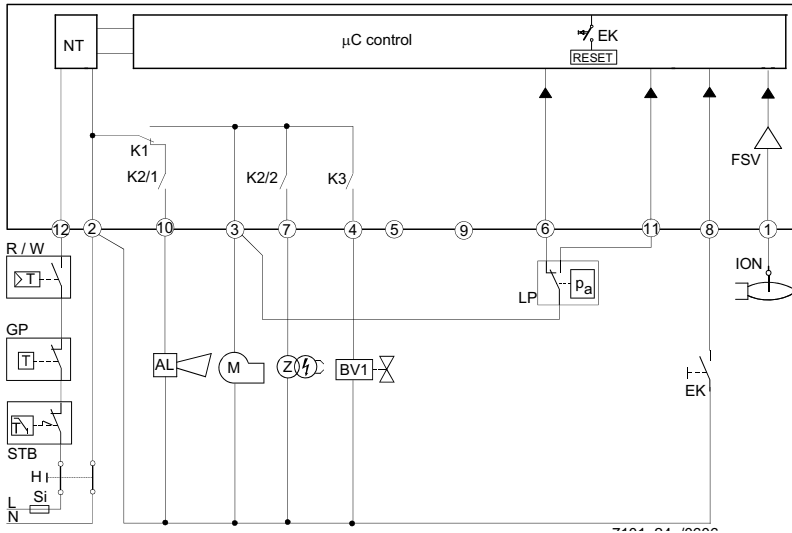 NT
μC control
EK
RESET
K1
K2/1
K2/2
K3
FSV
12 2 10 3 7 4 5 9 6 11 8 1
R / W
T
ION
LP
pa
GP
T
AL
M
Z
BV1
EK
T
STB
H
L
Si
N